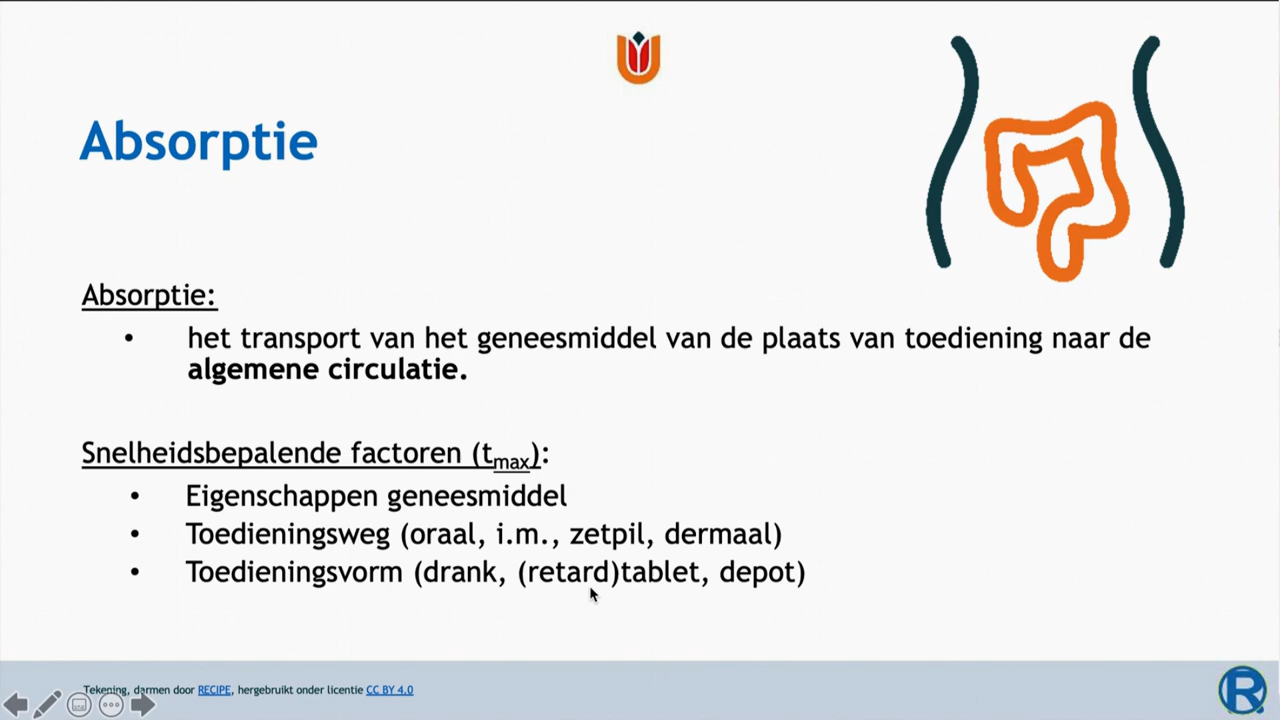 Absorptie
Absorptie:
• het transport van het geneesmiddel van de plaats van toediening naar de
algemene circulatie.
Snelheidsbepalende factoren (tmax):
• Eigenschappen geneesmiddel
• Toedieningsweg (oraal, i.m., zetpil, dermaal)
• Toedieningsvorm (drank, (retard)tablet, depot)
Tekening, darmen door RECIPE, hergebruikt onder licentie CC BY 4.0
R